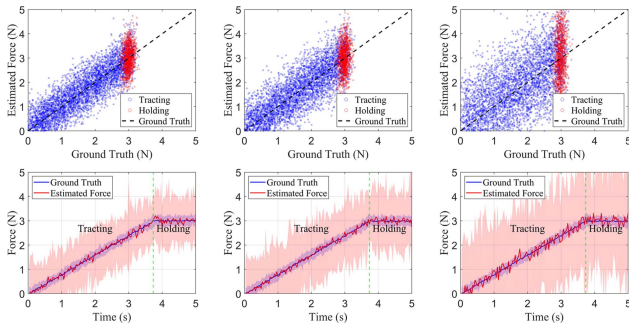 5
4
3
2
1
0
Estimated Force (N)
Tracting
Holding
Ground Truth
0 1 2 3 4 5
Ground Truth (N)
5
4
3
2
1
0
Estimated Force (N)
Tracting
Holding
Ground Truth
0 1 2 3 4 5
Ground Truth (N)
5
4
3
2
1
0
Estimated Force (N)
Tracting
Holding
Ground Truth
0 1 2 3 4 5
Ground Truth (N)
5
4
3
2
1
0
Force (N)
Ground Truth
Estimated Force
Tracting Holding
0 1 2 3 4 5
Time (s)
5
4
3
2
1
0
Force (N)
Ground Truth
Estimated Force
Tracting Holding
0 1 2 3 4 5
Time (s)
5
4
3
2
1
0
Force (N)
Ground Truth
Estimated Force
Tracting Holding
0 1 2 3 4 5
Time (s)